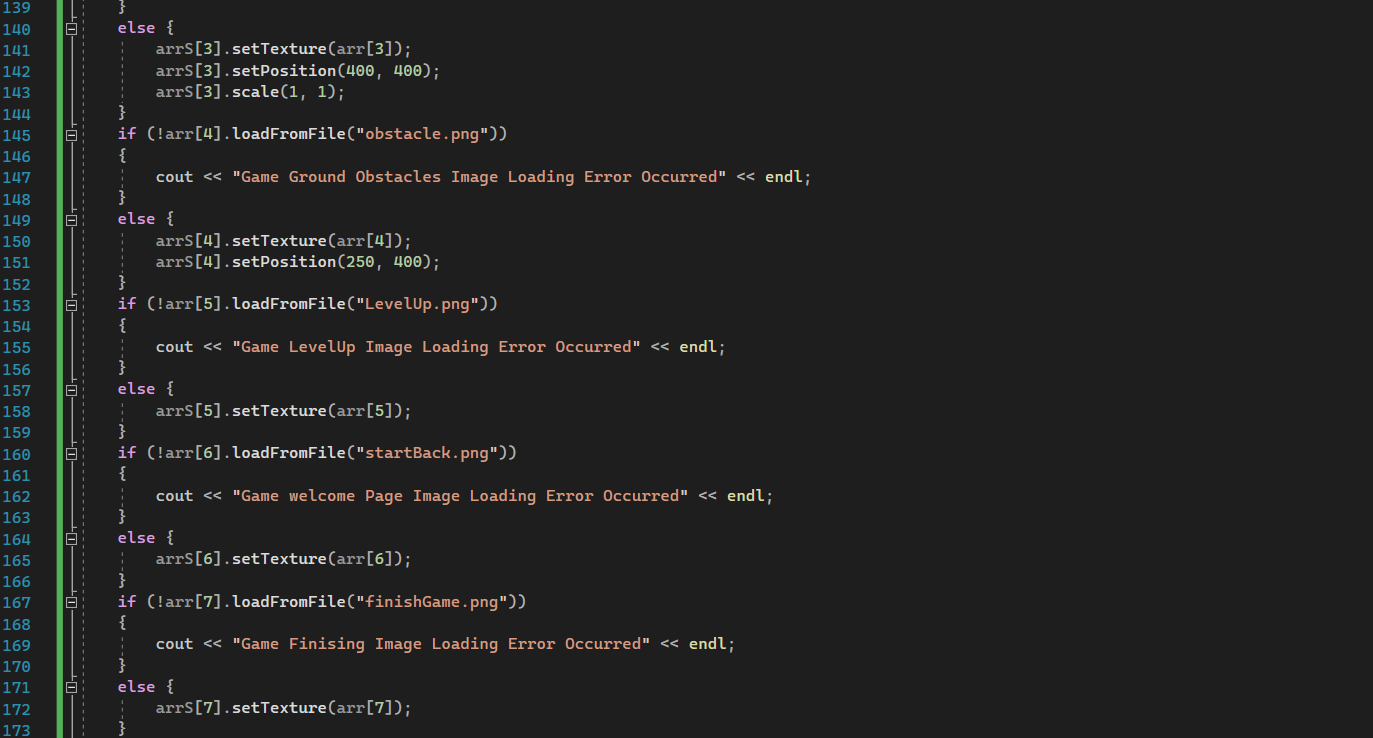 139         }
140         else {
141             arrS[3].setTexture(arr[3]);
142             arrS[3].setPosition(400, 400);
143             arrS[3].scale(1, 1);
144         }
145         if (!arr[4].loadFromFile("obstacle.png"))
146         {
147             cout << "Game Ground Obstacles Image Loading Error Occurred" << endl;
148         }
149         else {
150             arrS[4].setTexture(arr[4]);
151             arrS[4].setPosition(250, 400);
152         }
153         if (!arr[5].loadFromFile("LevelUp.png"))
154         {
155             cout << "Game LevelUp Image Loading Error Occurred" << endl;
156         }
157         else {
158             arrS[5].setTexture(arr[5]);
159         }
160         if (!arr[6].loadFromFile("startBack.png"))
161         {
162             cout << "Game welcome Page Image Loading Error Occurred" << endl;
163         }
164         else {
165             arrS[6].setTexture(arr[6]);
166         }
167         if (!arr[7].loadFromFile("finishGame.png"))
168         {
169             cout << "Game Finising Image Loading Error Occurred" << endl;
170         }
171         else {
172             arrS[7].setTexture(arr[7]);
173         }